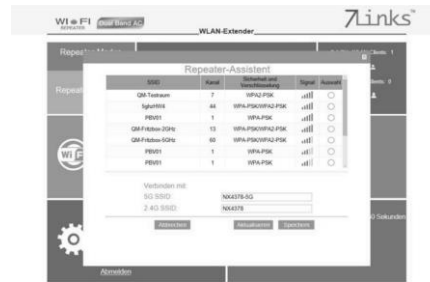 WI FI Dual Band AC
REPEATER
7Links
WLAN-Extender
Repeater-Assistent
SSID Kanal Sicherheit und Verschlüsselung Signal Auswahl
QM-Testraum 7 WPA2-PSK
44 WPA-PSK/WPA2-PSK
PBV01 1 WPA-PSK
QM-Fritzbox-2GHz 13 WPA-PSK/WPA2-PSK
QM-Fritzbox-5GHz 60 WPA-PSK/WPA2-PSK
PBV01 1 WPA-PSK
PBV01 1 WPA-PSK
Verbinden mit:
5G SSID: NX4378-5G
2.4G SSID: NX4378
Abbrechen Aktualisieren Speichern
Sekunden
Abmelden